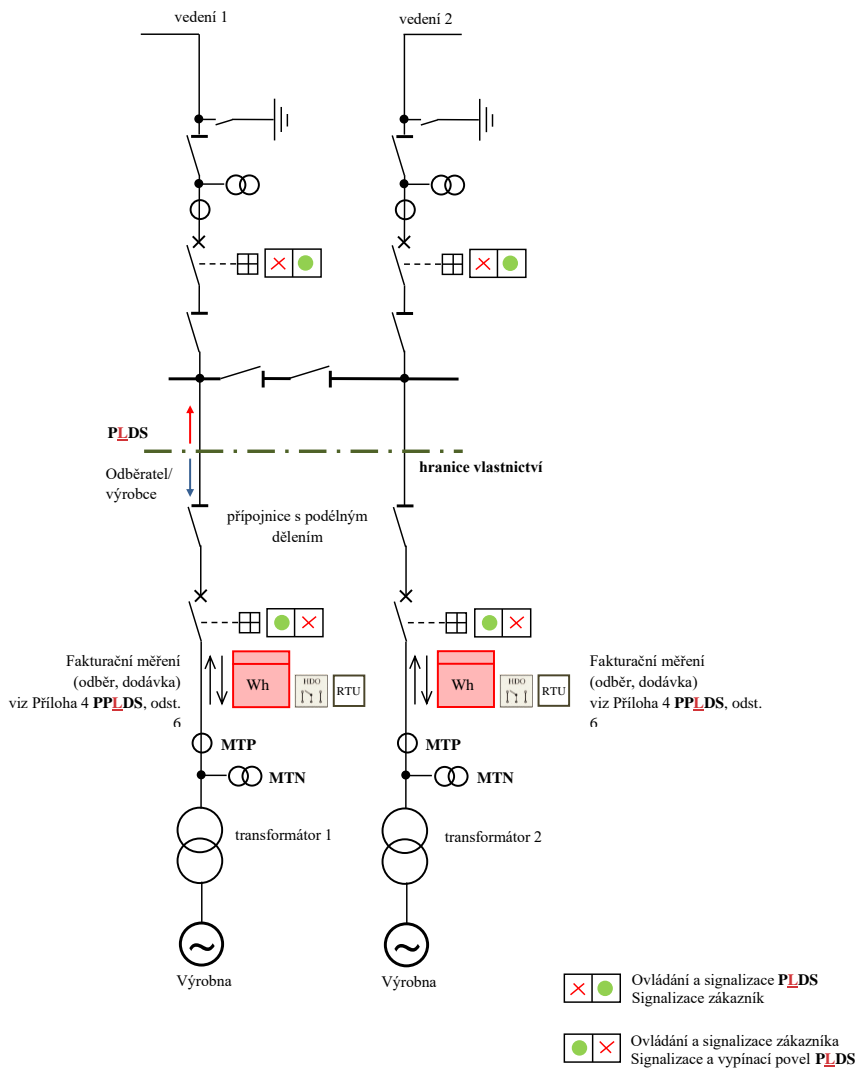 vedení 1
vedení 2
PLDS
Odběratel/
výrobce
hranice vlastnictví
přípojnice s podélným
dělením
Fakturační měření
(odběr, dodávka)
viz Příloha 4 PPLDS, odst.
6
Wh
HDO
RTU
Wh
HDO
RTU
Fakturační měření
(odběr, dodávka)
viz Příloha 4 PPLDS, odst.
6
MTP
MTP
MTN
MTN
transformátor 1
transformátor 2
Výrobna
Výrobna
Ovládání a signalizace PLDS
Signalizace zákazník
Ovládání a signalizace zákazníka
Signalizace a vypínací povel PLDS